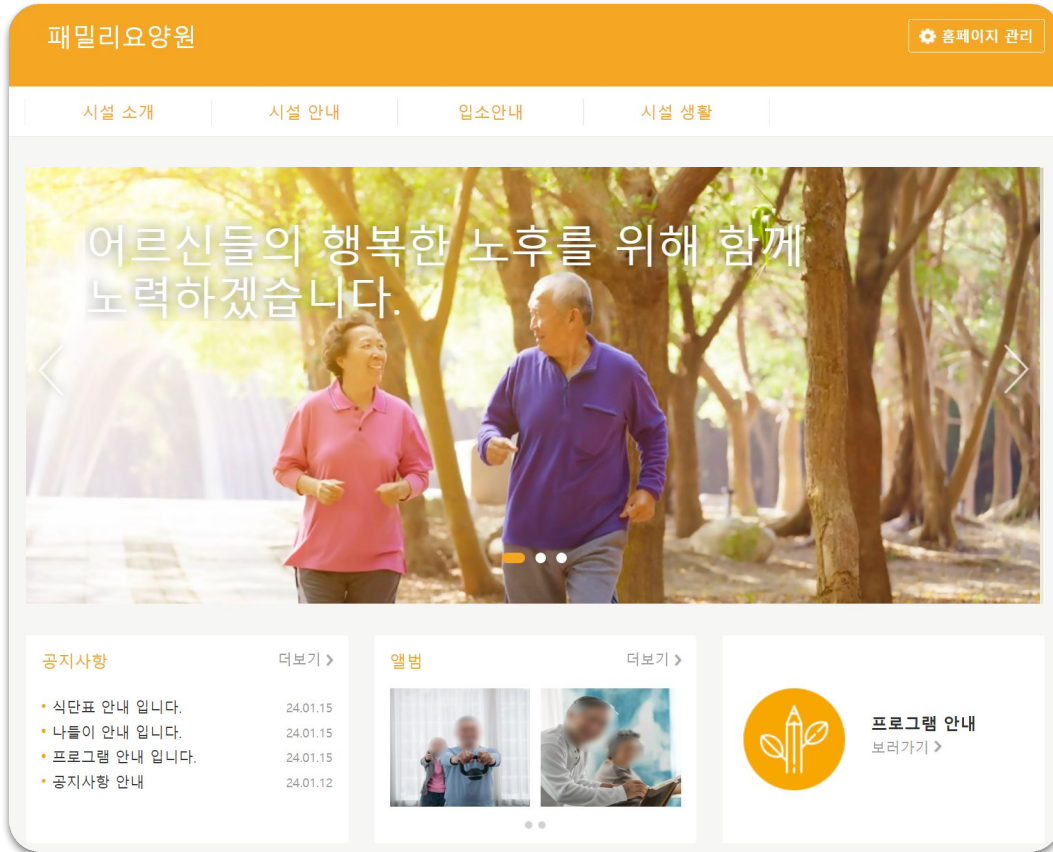 패밀리요양원
홈페이지 관리
시설 소개 시설 안내 입소안내 시설 생활
어르신들의 행복한 노후를 위해 함께
노력하겠습니다.
공지사항 더보기
식단표 안내 입니다. 24.01.15
나들이 안내 입니다. 24.01.15
프로그램 안내 입니다. 24.01.15
공지사항 안내 24.01.12
앨범 더보기
프로그램 안내
보러가기